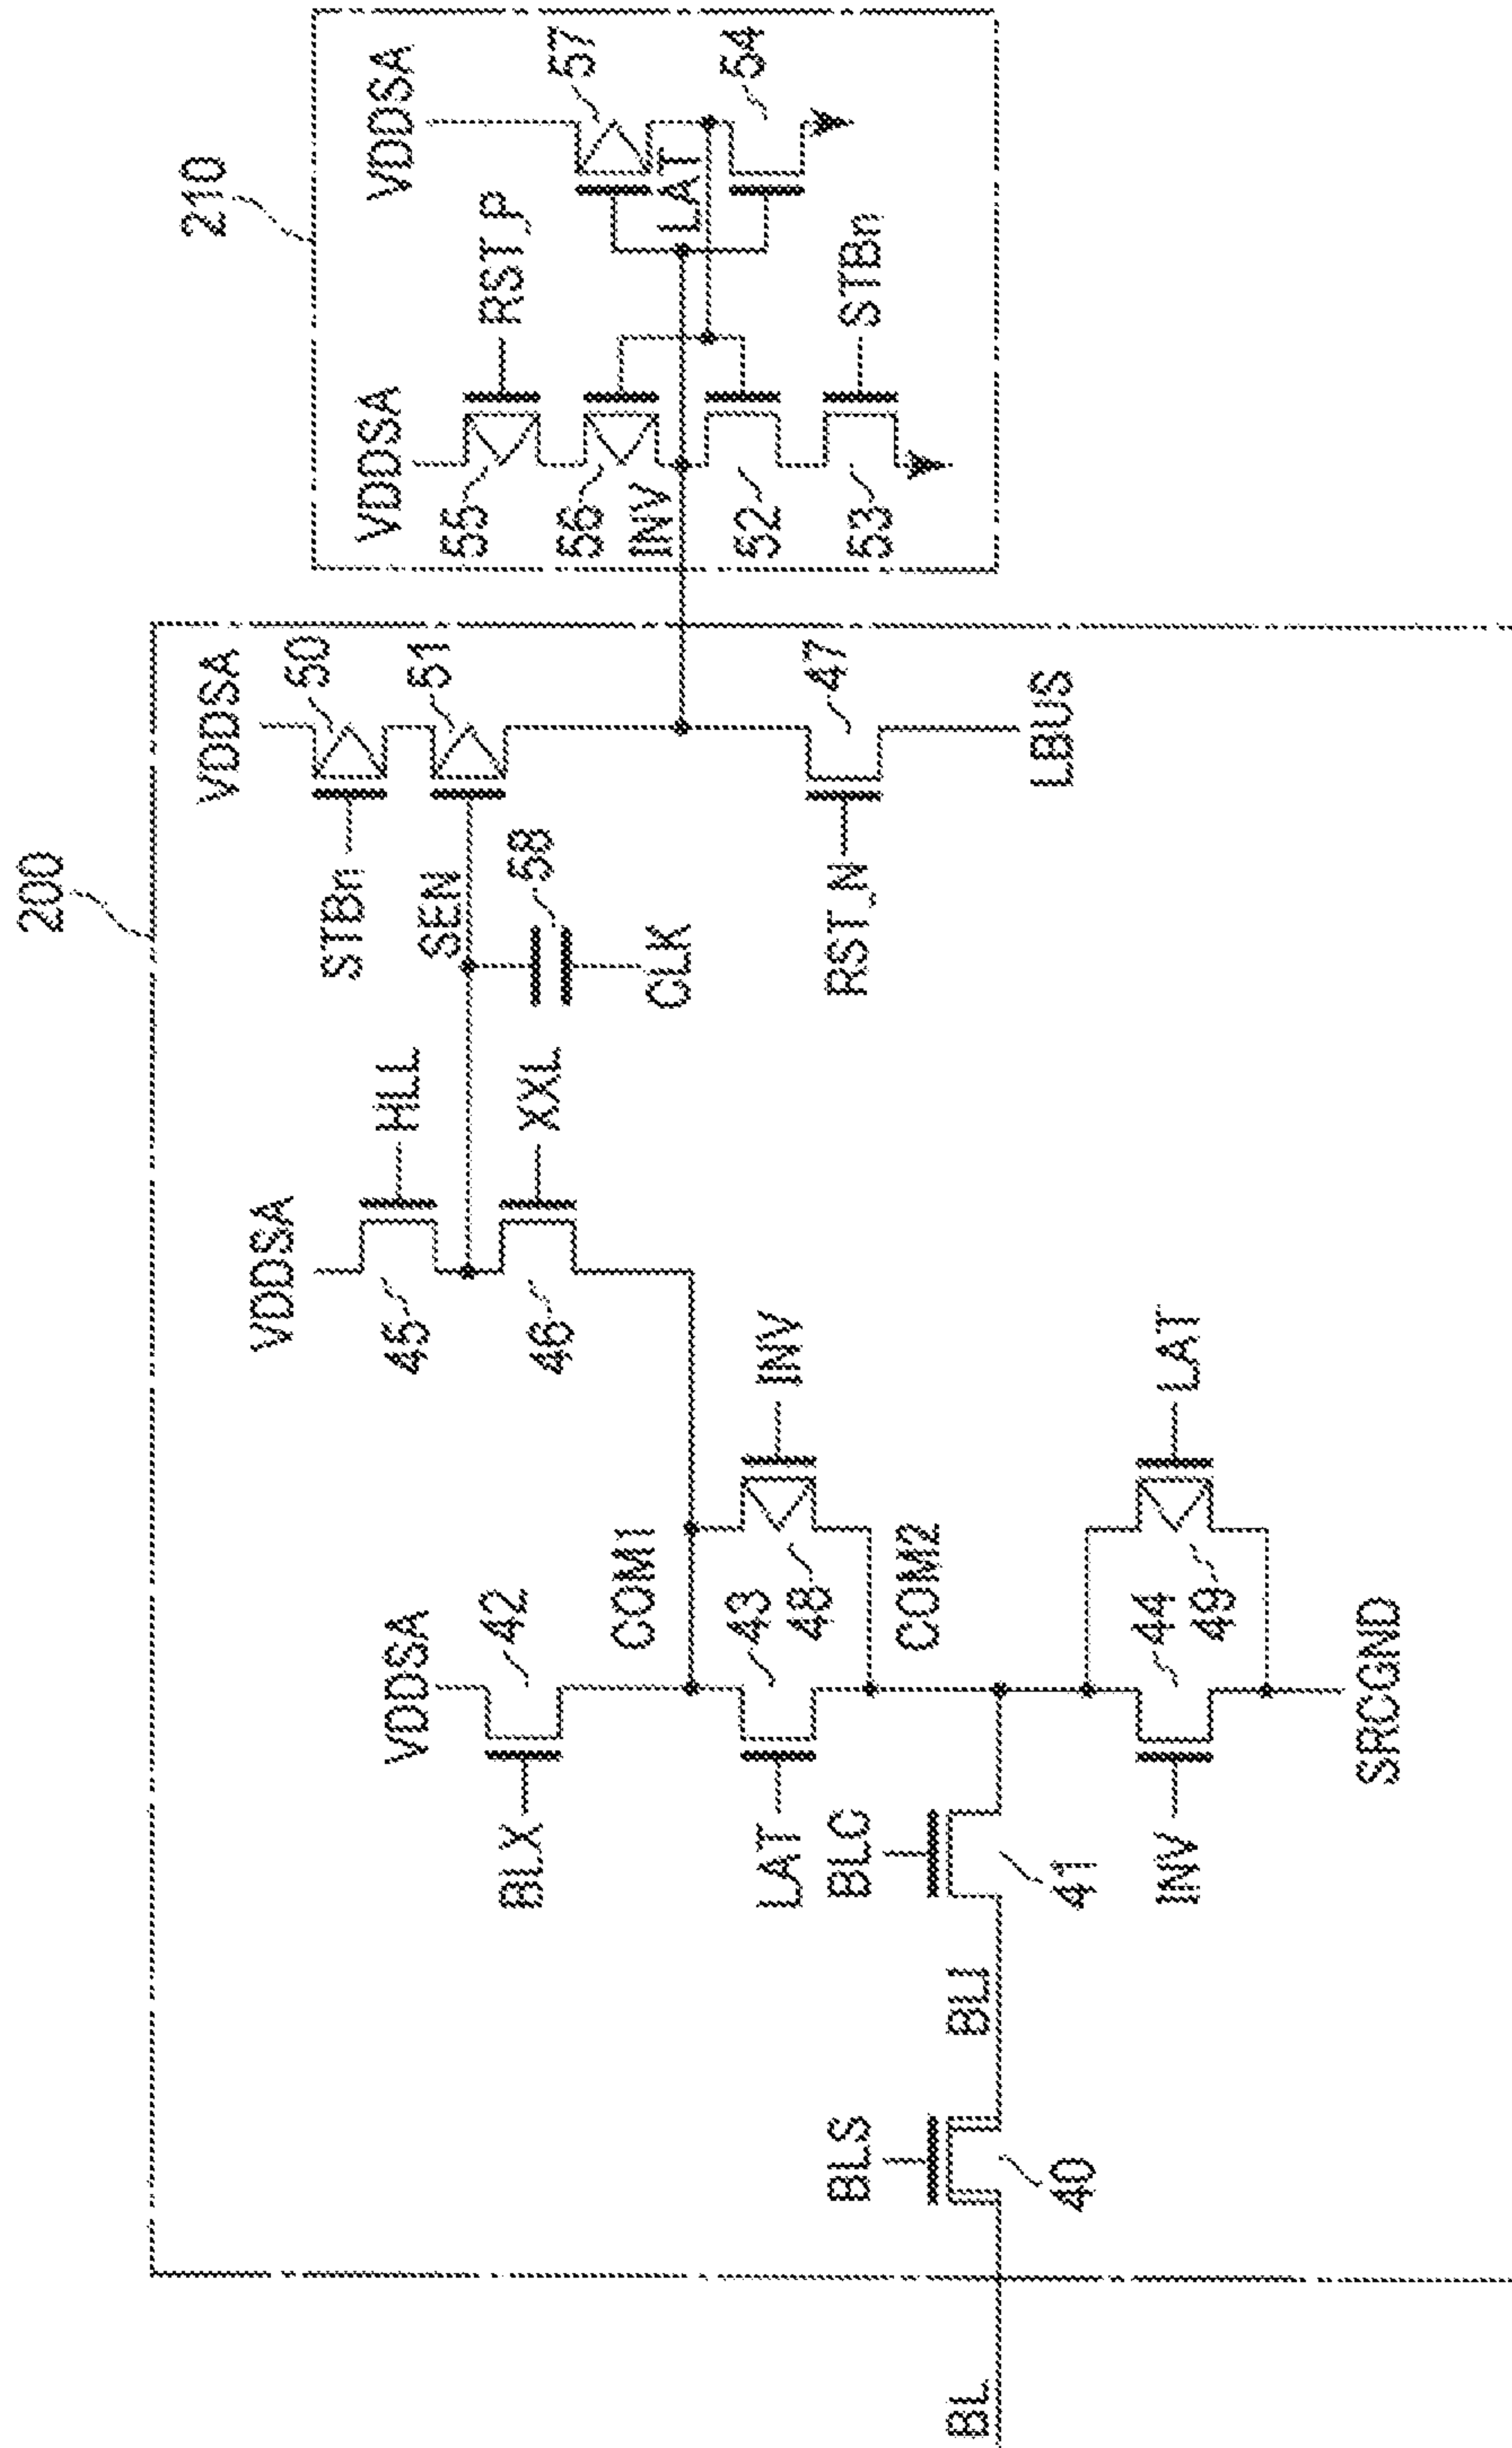 200
210
VDDSA
STBn
50
SEN
51
58
CLK
RST_N
47
LBUS
VDDSA
HLL
45
XXL
46
VDDSA
BLX
42
COM1
LAT
43
INV
48
COM2
BLC
41
BLI
BLS
40
BL
INV
44
LAT
49
SRCGND
VDDSA
RST_P
55
56
INV
52
53
STBn
VDDSA
57
LAT
54